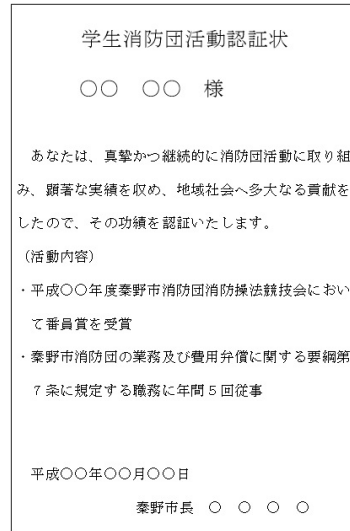 学生消防団活動認証状
○○　○○　様
あなたは、真摯かつ継続的に消防団活動に取り組
み、顕著な実績を収め、地域社会へ多大なる貢献を
したので、その功績を認証いたします。
（活動内容）
・平成○○年度秦野市消防団消防操法競技会におい
て番員賞を受賞
・秦野市消防団の業務及び費用弁償に関する要綱第
７条に規定する職務に年間５回従事
平成○○年○○月○○日
秦野市長　○　○　○　○